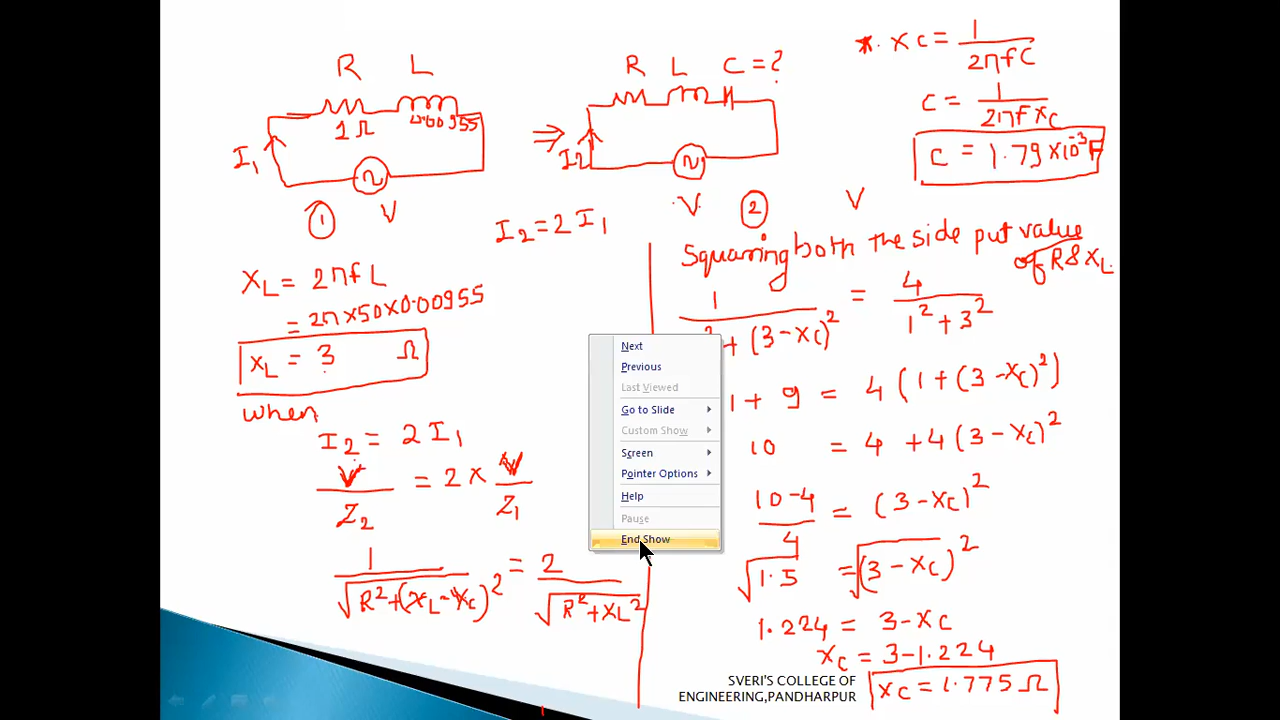 R L
1Ω 0.00955
I1
V
1
⇒
R L C = ?
I2
V
2
V
I2 = 2I1
* XC = 1/2πfC
C = 1/2πfXC
C = 1.79×10^-3 F
XL = 2πfL
= 2π×50×0.00955
XL = 3 Ω
when
I2 = 2I1
V/Z2 = 2 × V/Z1
1/√R²+(XL-XC)² = 2/√R²+XL²
Squaring both the side put value
of R & XL
1/ ² + (3-XC)² = 4/1²+3²
1 + 9 = 4(1+(3-XC)²)
10 = 4 + 4(3-XC)²
10-4/4 = (3-XC)²
√1.5 = √(3-XC)²
1.224 = 3-XC
XC = 3-1.224
XC = 1.775 Ω
Next
Previous
Last Viewed
Go to Slide
Custom Show
Screen
Pointer Options
Help
Pause
End Show
SVERI'S COLLEGE OF
ENGINEERING,PANDHARPUR